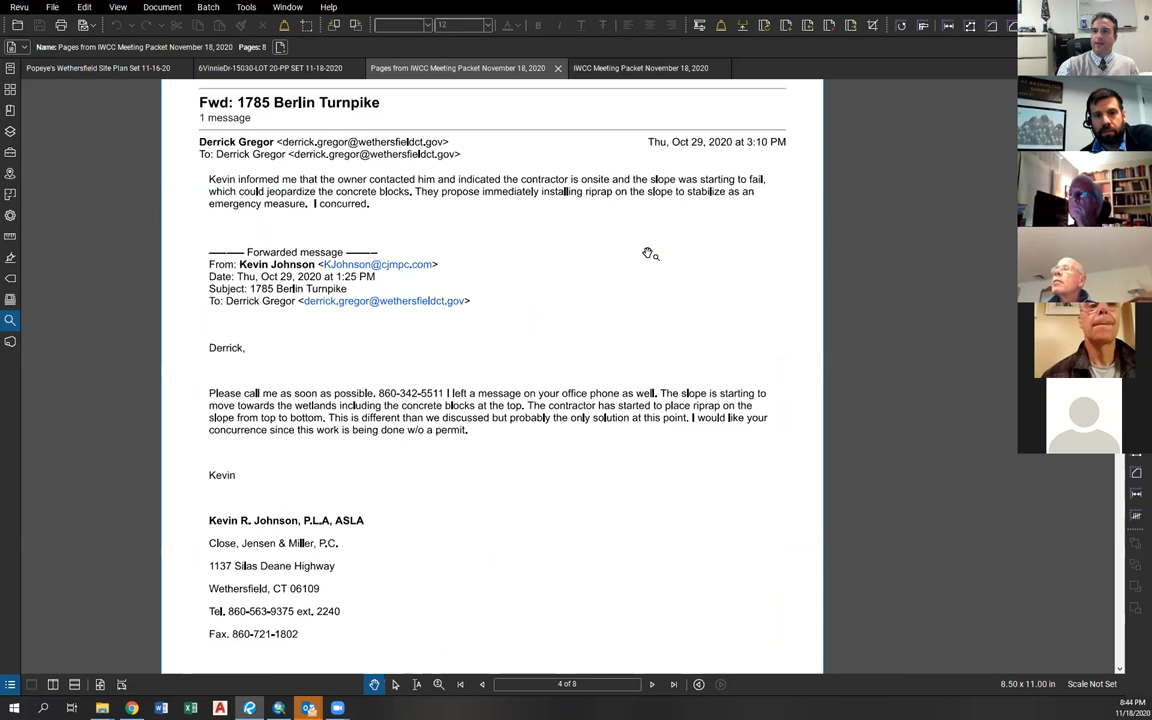 Revu File Edit View Document Batch Tools Window Help
12
Name: Pages from IWCC Meeting Packet November 18, 2020 Pages: 8
Popeye's Wethersfield Site Plan Set 11-16-20
6VinnieDr-15030-LOT 20-PP SET 11-18-2020
Pages from IWCC Meeting Packet November 18, 2020
IWCC Meeting Packet November 18, 2020
Fwd: 1785 Berlin Turnpike
1 message
Derrick Gregor <derrick.gregor@wethersfieldct.gov> Thu, Oct 29, 2020 at 3:10 PM
To: Derrick Gregor <derrick.gregor@wethersfieldct.gov>
Kevin informed me that the owner contacted him and indicated the contractor is onsite and the slope was starting to fail,
which could jeopardize the concrete blocks. They propose immediately installing riprap on the slope to stabilize as an
emergency measure. I concurred.
Forwarded message
From: Kevin Johnson <KJohnson@cjmpc.com>
Date: Thu, Oct 29, 2020 at 1:25 PM
Subject: 1785 Berlin Turnpike
To: Derrick Gregor <derrick.gregor@wethersfieldct.gov>
Derrick,
Please call me as soon as possible. 860-342-5511 I left a message on your office phone as well. The slope is starting to
move towards the wetlands including the concrete blocks at the top. The contractor has started to place riprap on the
slope from top to bottom. This is different than we discussed but probably the only solution at this point. I would like your
concurrence since this work is being done w/o a permit.
Kevin
Kevin R. Johnson, P.L.A, ASLA
Close, Jensen & Miller, P.C.
1137 Silas Deane Highway
Wethersfield, CT 06109
Tel. 860-563-9375 ext. 2240
Fax. 860-721-1802
4 of 8
8.50 x 11.00 in Scale Not Set
8:44 PM
11/18/2020